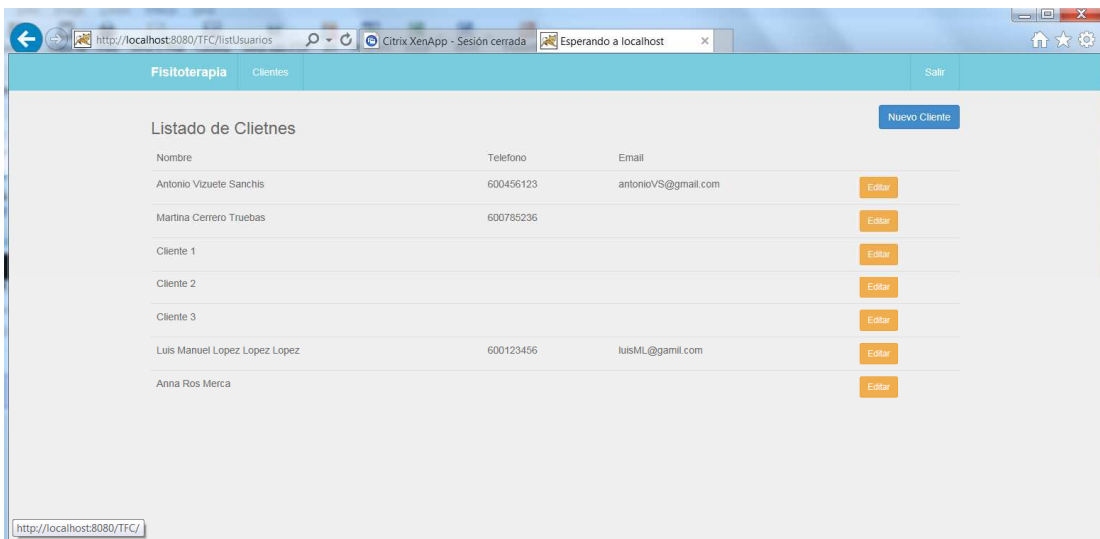 http://localhost:8080/TFC/listUsuarios
Citrix XenApp - Sesión cerrada
Esperando a localhost
Fisitoterapia
Clientes
Salir
Listado de Clietnes
Nuevo Cliente
Nombre Telefono Email
Antonio Vizuete Sanchis 600456123 antonioVS@gmail.com Editar
Martina Cerrero Truebas 600785236 Editar
Cliente 1 Editar
Cliente 2 Editar
Cliente 3 Editar
Luis Manuel Lopez Lopez Lopez 600123456 luisML@gamil.com Editar
Anna Ros Merca Editar
http://localhost:8080/TFC/